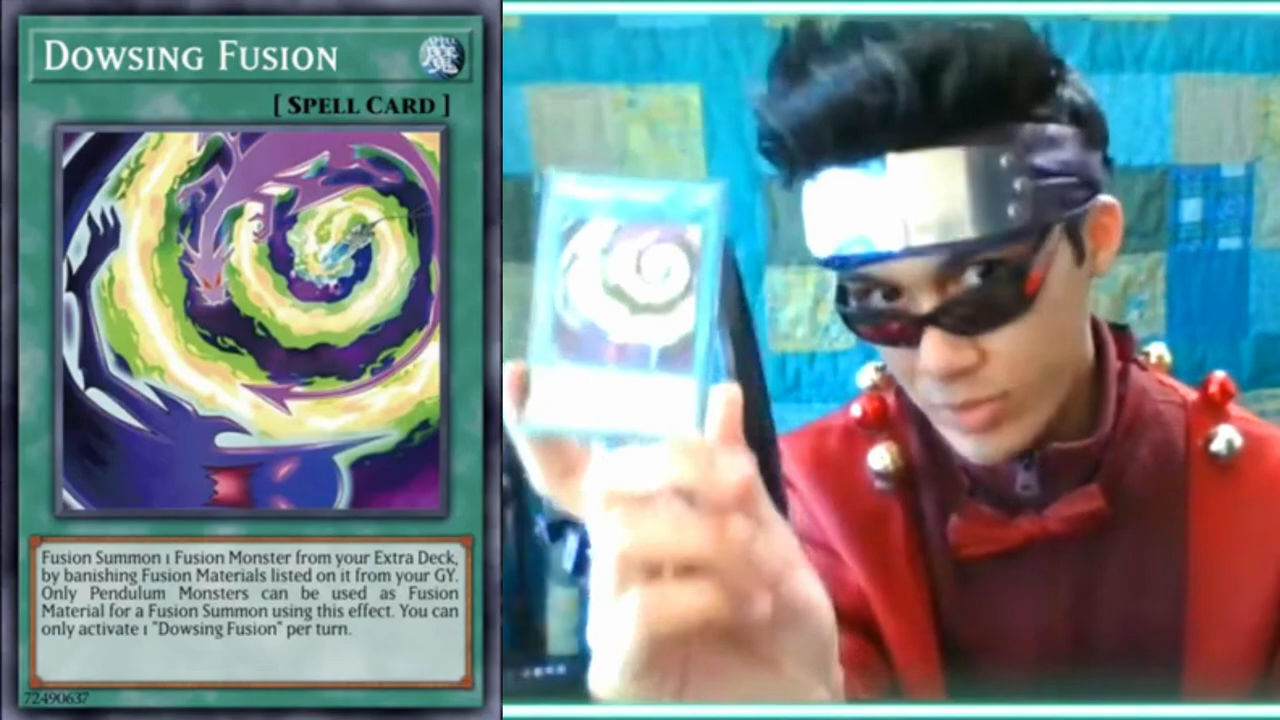 Dowsing Fusion
[ Spell Card ]
Fusion Summon 1 Fusion Monster from your Extra Deck,
by banishing Fusion Materials listed on it from your GY.
Only Pendulum Monsters can be used as Fusion
Material for a Fusion Summon using this effect. You can
only activate 1 "Dowsing Fusion" per turn.
72490637